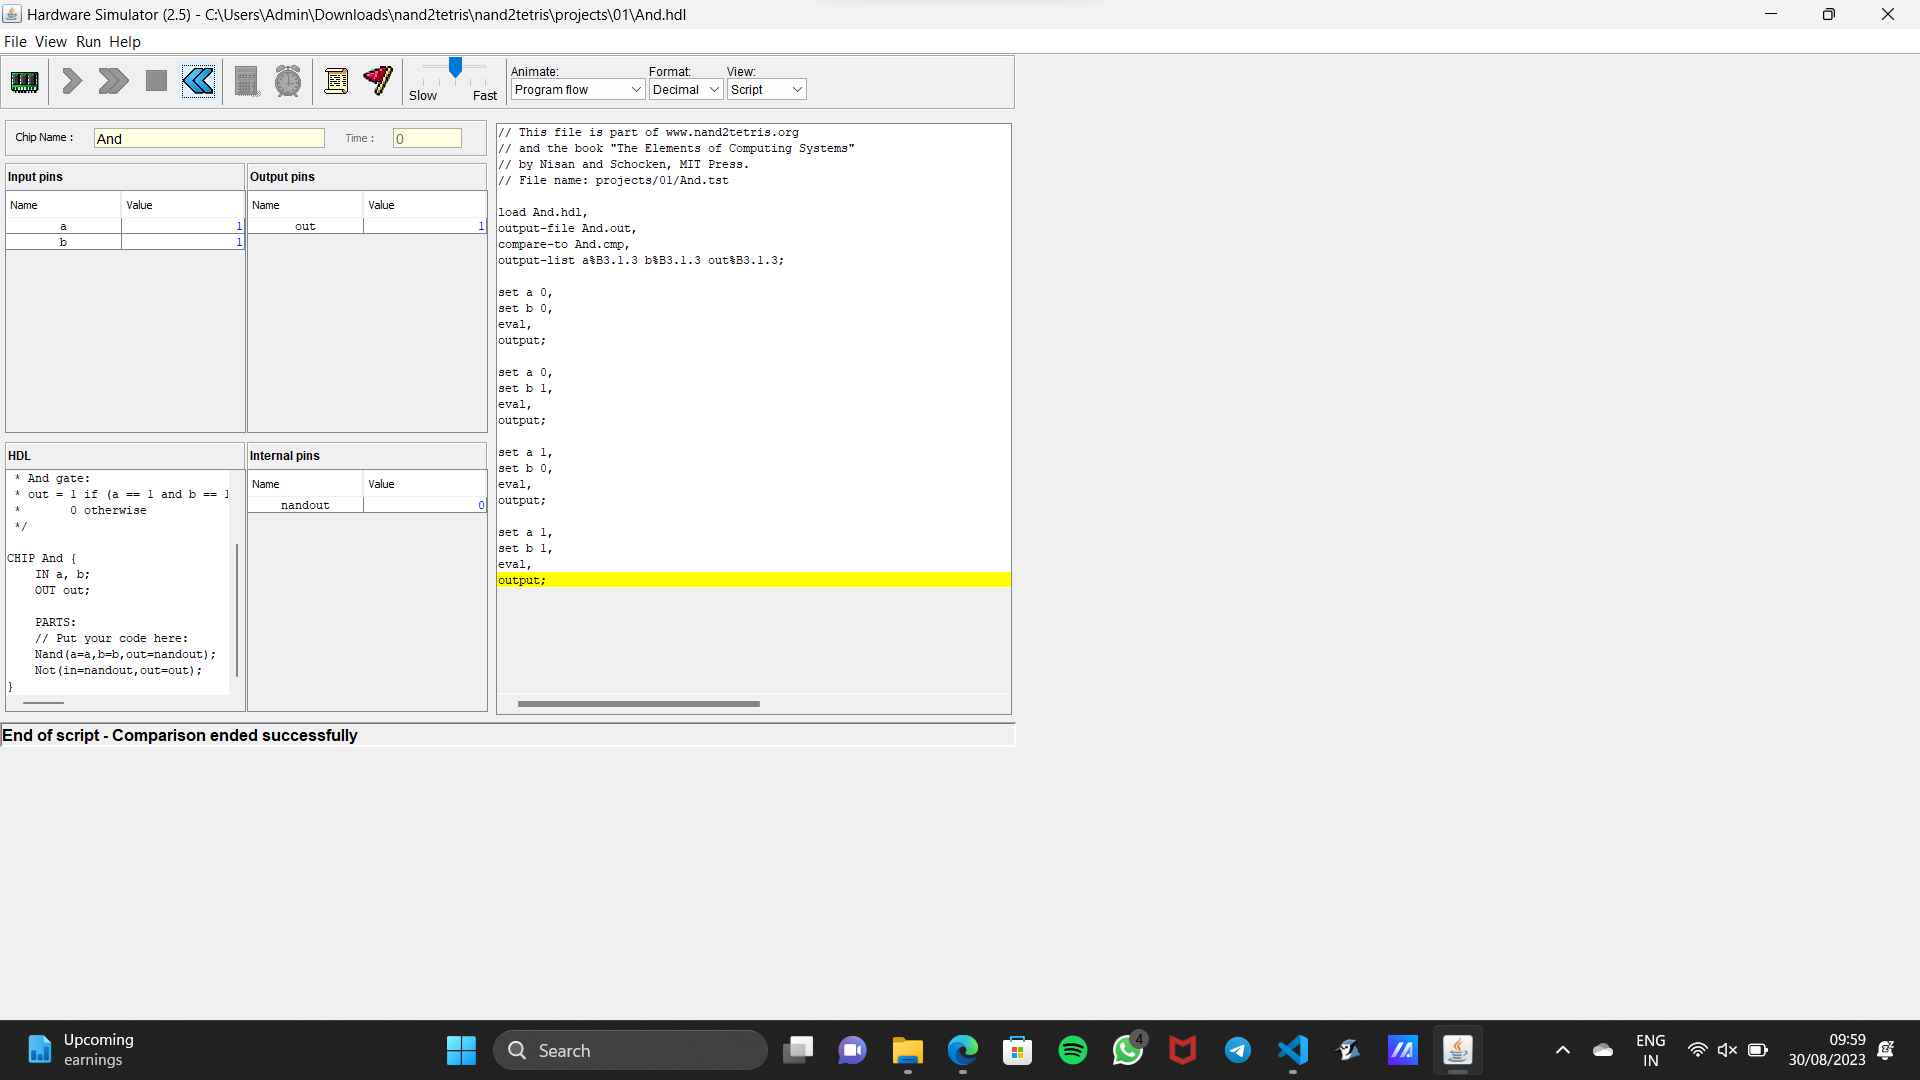 Hardware Simulator (2.5) - C:\Users\Admin\Downloads\nand2tetris\nand2tetris\projects\01\And.hdl
File View Run Help
Slow Fast
Animate:
Program flow
Format:
Decimal
View:
Script
Chip Name : And Time : 0
Input pins
Name Value
a 1
b 1
Output pins
Name Value
out 1
HDL
* And gate:
* out = 1 if (a == 1 and b == 1
* 0 otherwise
*/
CHIP And {
IN a, b;
OUT out;
PARTS:
// Put your code here:
Nand(a=a,b=b,out=nandout);
Not(in=nandout,out=out);
}
Internal pins
Name Value
nandout 0
// This file is part of www.nand2tetris.org
// and the book "The Elements of Computing Systems"
// by Nisan and Schocken, MIT Press.
// File name: projects/01/And.tst
load And.hdl,
output-file And.out,
compare-to And.cmp,
output-list a%B3.1.3 b%B3.1.3 out%B3.1.3;
set a 0,
set b 0,
eval,
output;
set a 0,
set b 1,
eval,
output;
set a 1,
set b 0,
eval,
output;
set a 1,
set b 1,
eval,
output;
End of script - Comparison ended successfully
Upcoming
earnings
Search
4
ENG
IN
09:59
30/08/2023